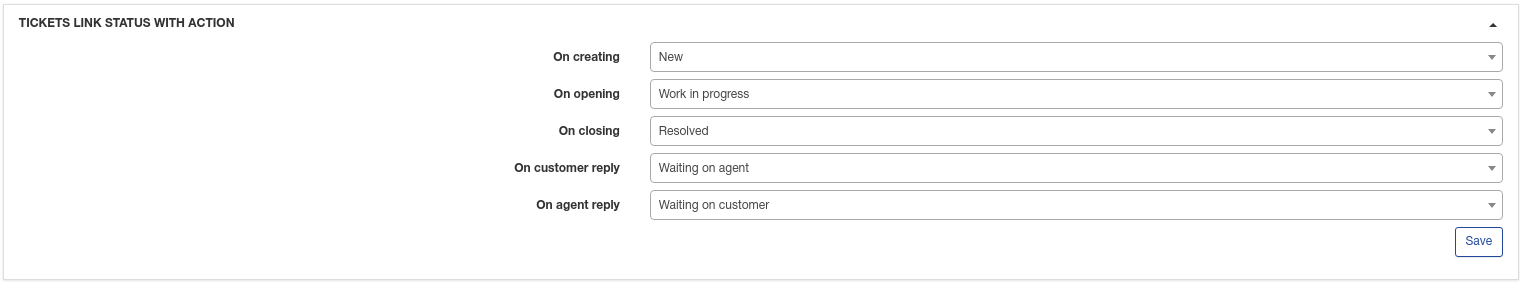 TICKETS LINK STATUS WITH ACTION
On creating New
On opening Work in progress
On closing Resolved
On customer reply Waiting on agent
On agent reply Waiting on customer
Save